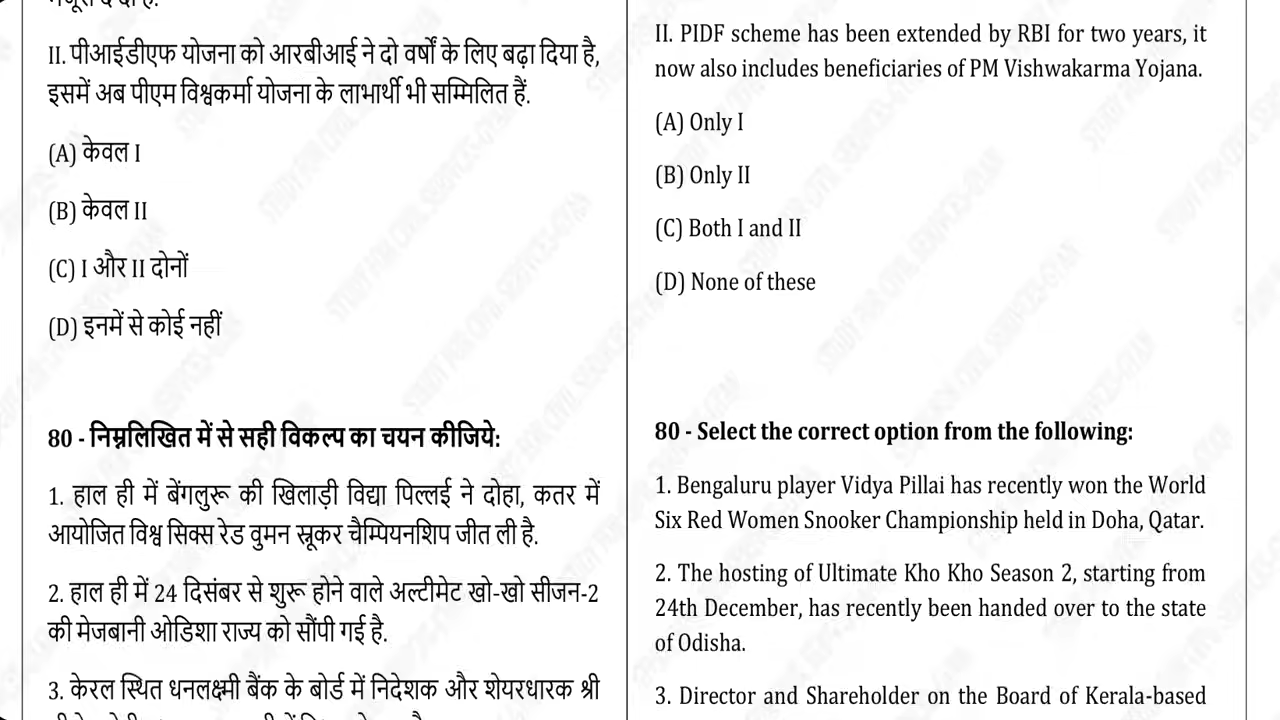 II. पीआईडीएफ योजना को आरबीआई ने दो वर्षों के लिए बढ़ा दिया है,
इसमें अब पीएम विश्वकर्मा योजना के लाभार्थी भी सम्मिलित हैं.
(A) केवल I
(B) केवल II
(C) I और II दोनों
(D) इनमें से कोई नहीं
80 - निम्नलिखित में से सही विकल्प का चयन कीजिये:
1. हाल ही में बेंगलुरू की खिलाड़ी विद्या पिल्लई ने दोहा, कतर में
आयोजित विश्व सिक्स रेड वुमन स्नूकर चैम्पियनशिप जीत ली है.
2. हाल ही में 24 दिसंबर से शुरू होने वाले अल्टीमेट खो-खो सीजन-2
की मेजबानी ओडिशा राज्य को सौंपी गई है.
3. केरल स्थित धनलक्ष्मी बैंक के बोर्ड में निदेशक और शेयरधारक श्री
II. PIDF scheme has been extended by RBI for two years, it
now also includes beneficiaries of PM Vishwakarma Yojana.
(A) Only I
(B) Only II
(C) Both I and II
(D) None of these
80 - Select the correct option from the following:
1. Bengaluru player Vidya Pillai has recently won the World
Six Red Women Snooker Championship held in Doha, Qatar.
2. The hosting of Ultimate Kho Kho Season 2, starting from
24th December, has recently been handed over to the state
of Odisha.
3. Director and Shareholder on the Board of Kerala-based